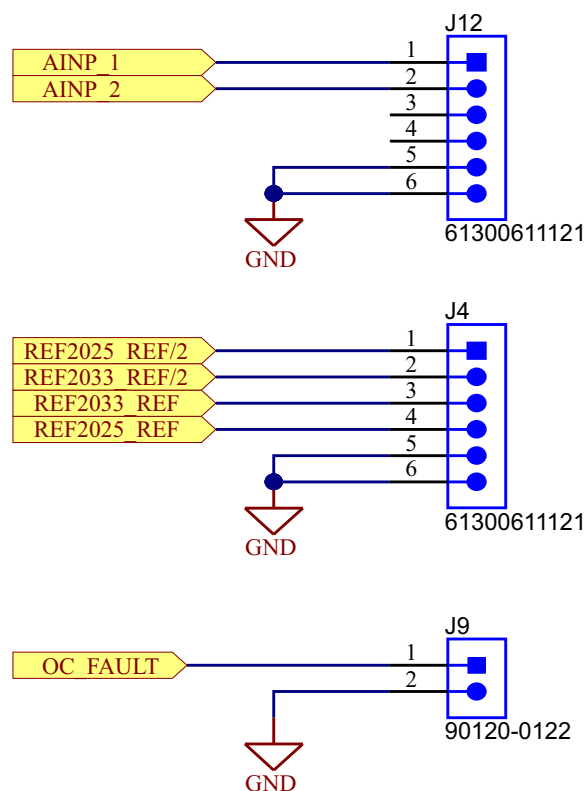 J12
AINP_1 1
AINP_2 2
3
4
5
6
GND
61300611121
J4
REF2025_REF/2 1
REF2033_REF/2 2
REF2033_REF 3
REF2025_REF 4
5
6
GND
61300611121
J9
OC_FAULT 1
2
GND
90120-0122